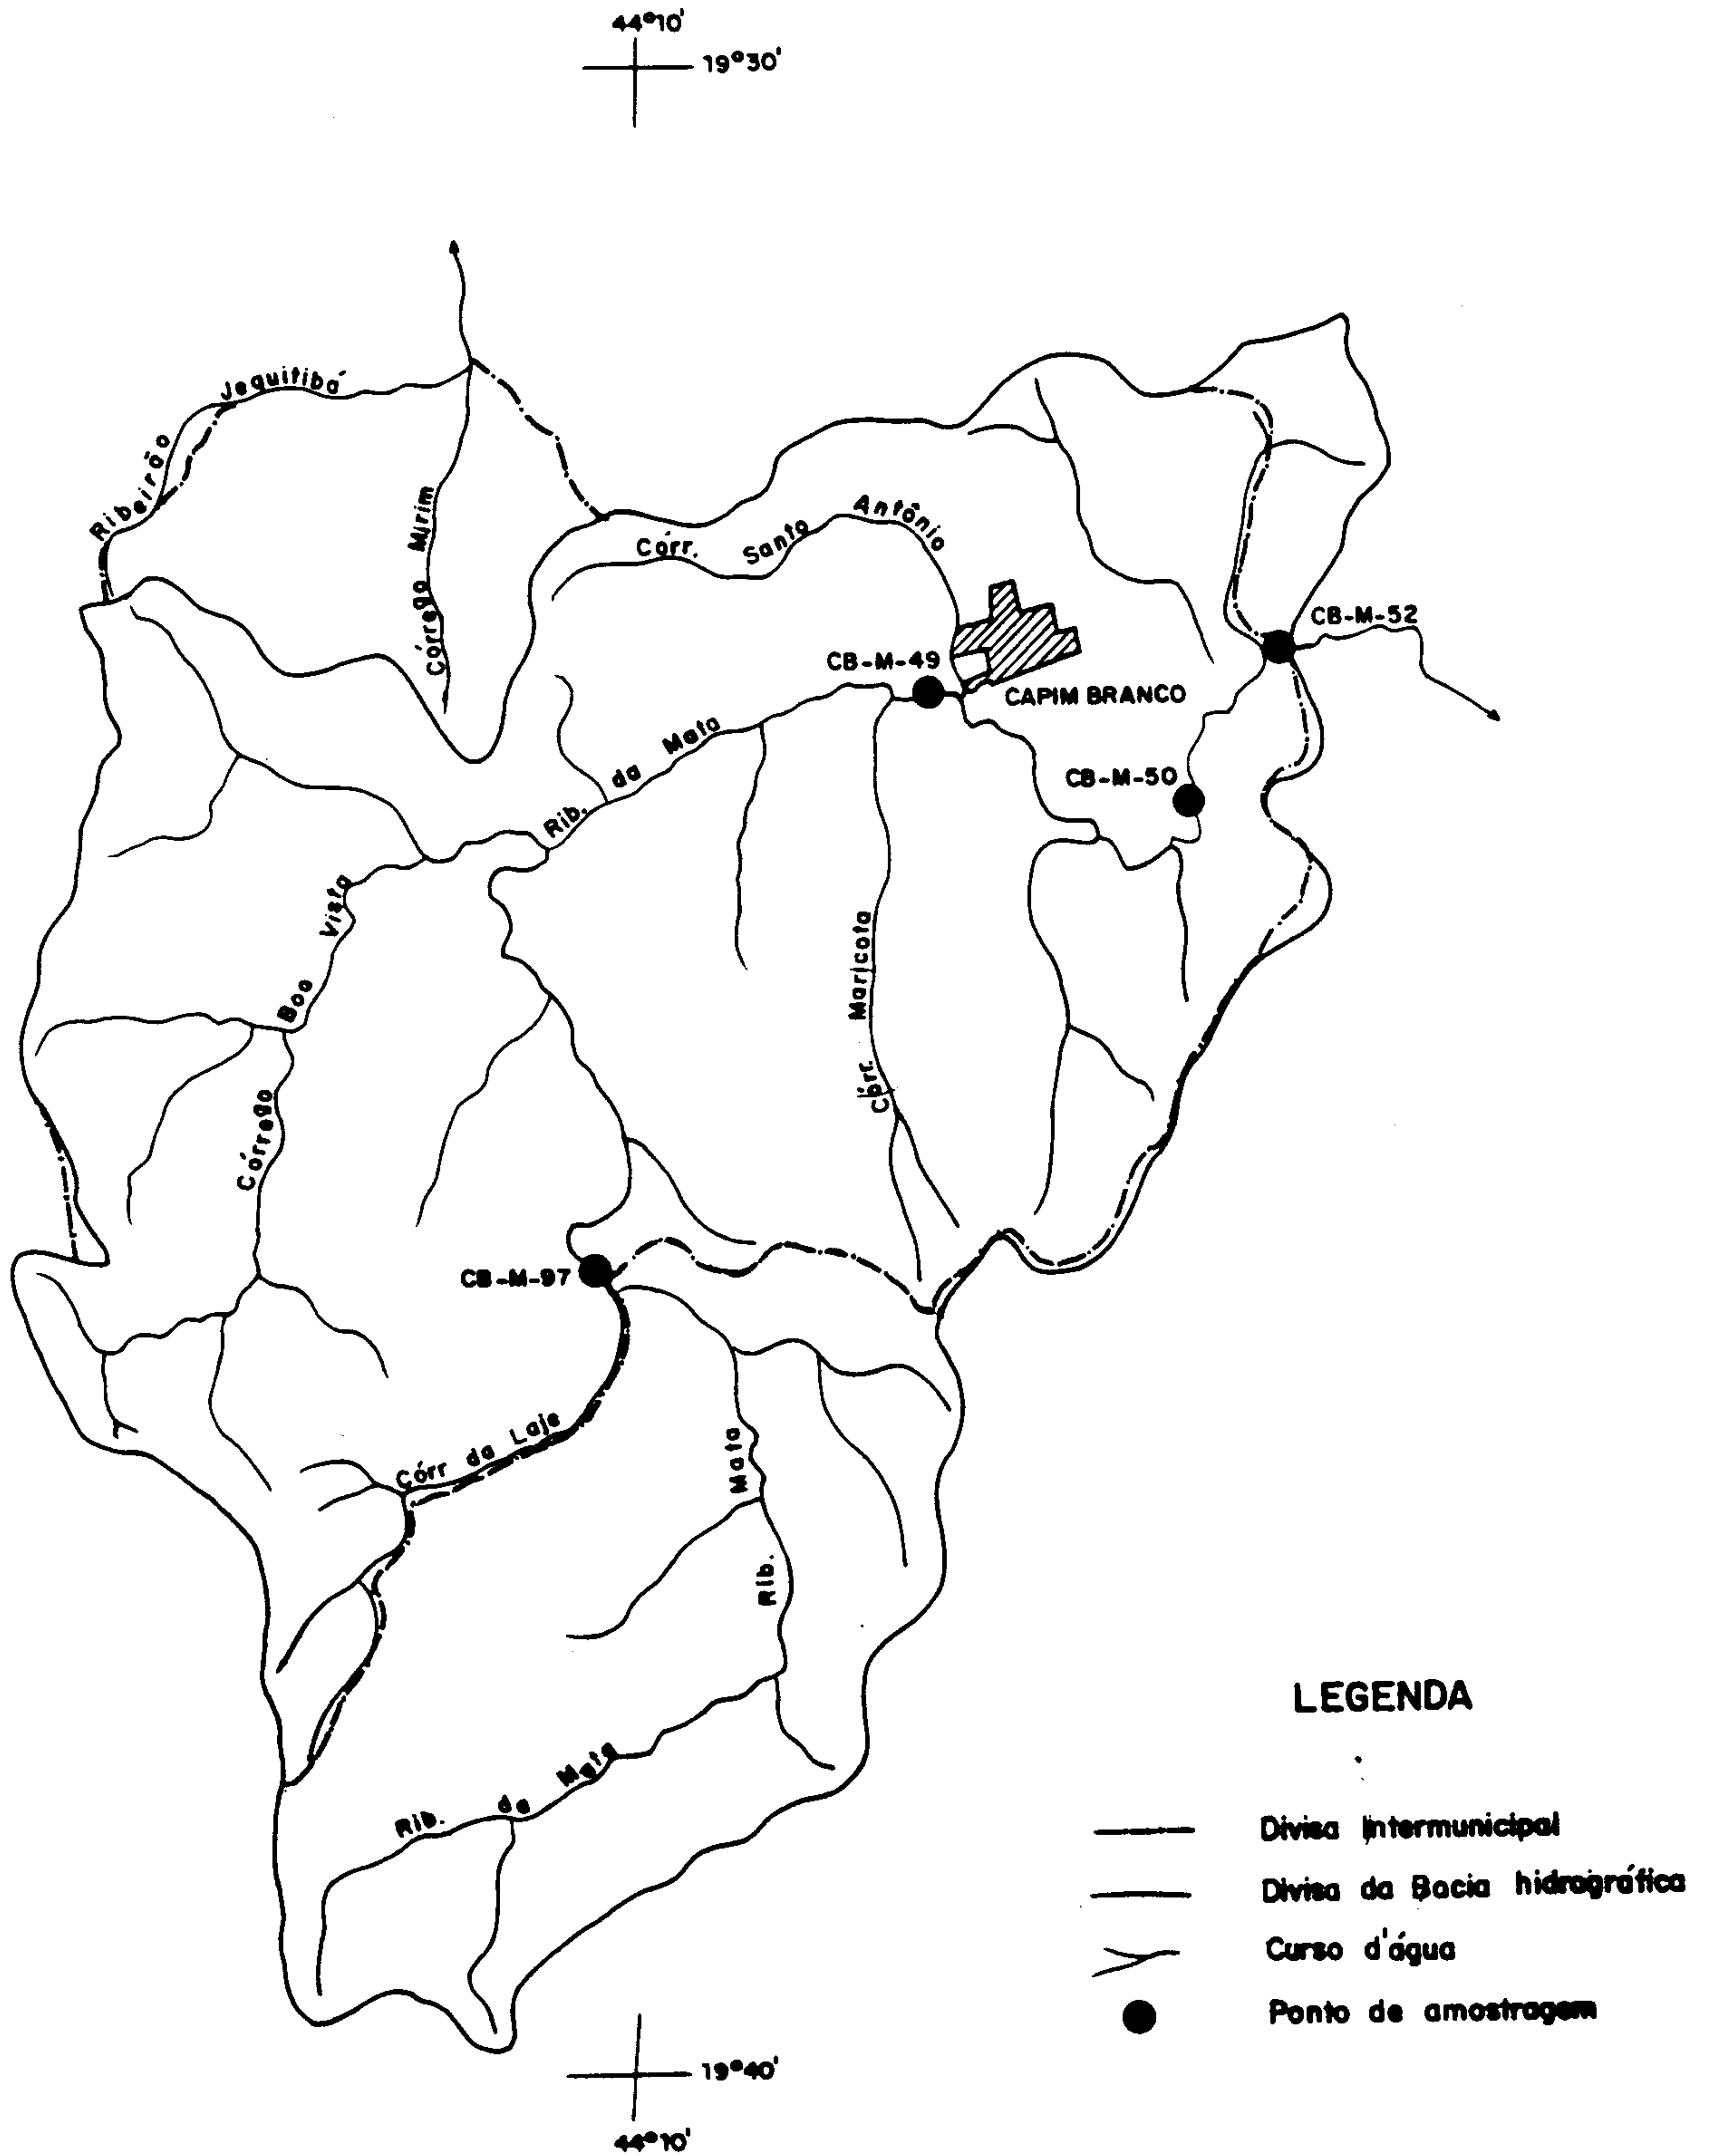 44°10'
19°30'
Ribeirão Jequitibá
Córrego Mirim
Córr. Santo Antônio
CB-M-52
CB-M-49
CAPIM BRANCO
CB-M-50
Rib. da Mata
Córrego Boa Vista
Córr. Maricota
CB-M-97
Córr da Laje
Rib. Mata
Rib. da Mata
LEGENDA
Divisa Intermunicipal
Divisa da Bacia hidrográfica
Curso d'água
Ponto de amostragem
19°40'
44°10'